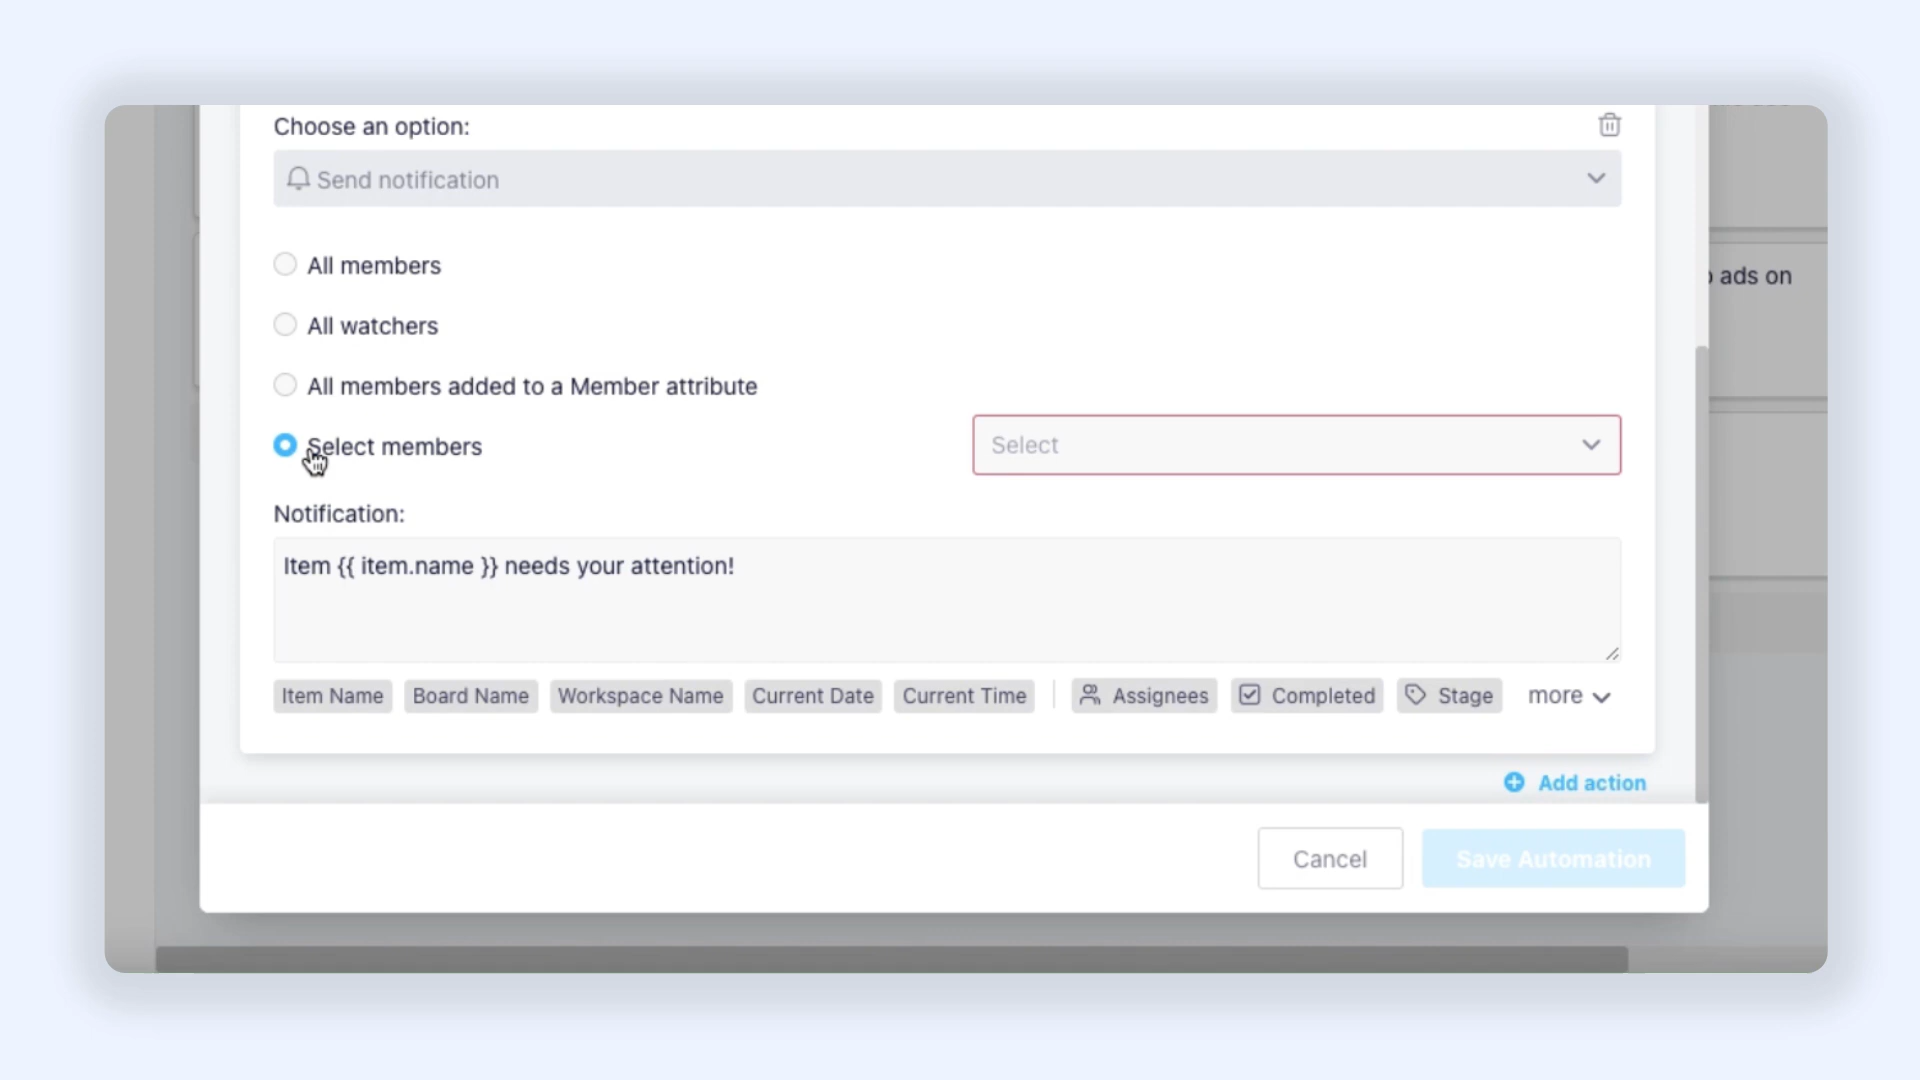 Choose an option:
Send notification
All members
All watchers
ads on
All members added to a Member attribute
Select members
Select
Notification:
Item {{ item.name }} needs your attention!
Item Name Board Name Workspace Name Current Date Current Time Assignees Completed Stage more
Add action
Cancel Save Automation